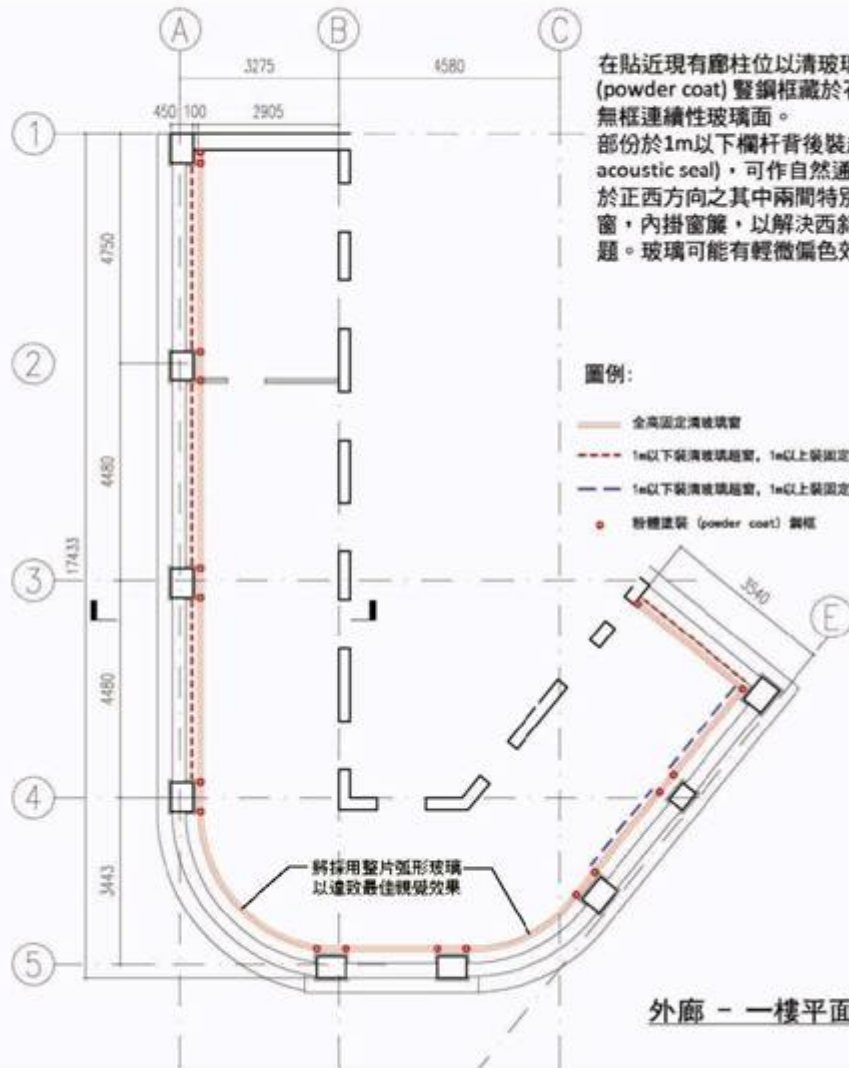 A
B
C
3275
4580
450
100
2905
在貼近現有廊柱位以清玻
(powder coat) 豎鋼框藏於
無框連續性玻璃面。
部份於1m以下欄杆背後裝
acoustic seal)，可作自然通
於正西方向之其中兩間特別
窗，內掛窗簾，以解決西斜
題。玻璃可能有輕微偏色效
1
4750
2
圖例:
全高固定清玻璃窗
1m以下裝清玻璃趟窗，1m以上裝固定
1m以下裝清玻璃趟窗，1m以上裝固定
粉體塗裝 (powder coat) 鋼框
4480
17433
3
3540
E
4480
4
將採用整片弧形玻璃
以達致最佳視覺效果
3443
5
外廊 - 一樓平面